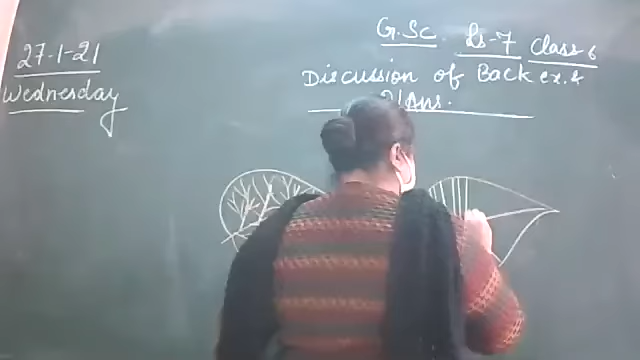 27-1-21
Wednesday
G.Sc. Ls-7 Class 6
Discussion of Back ex. &
Q/Ans.